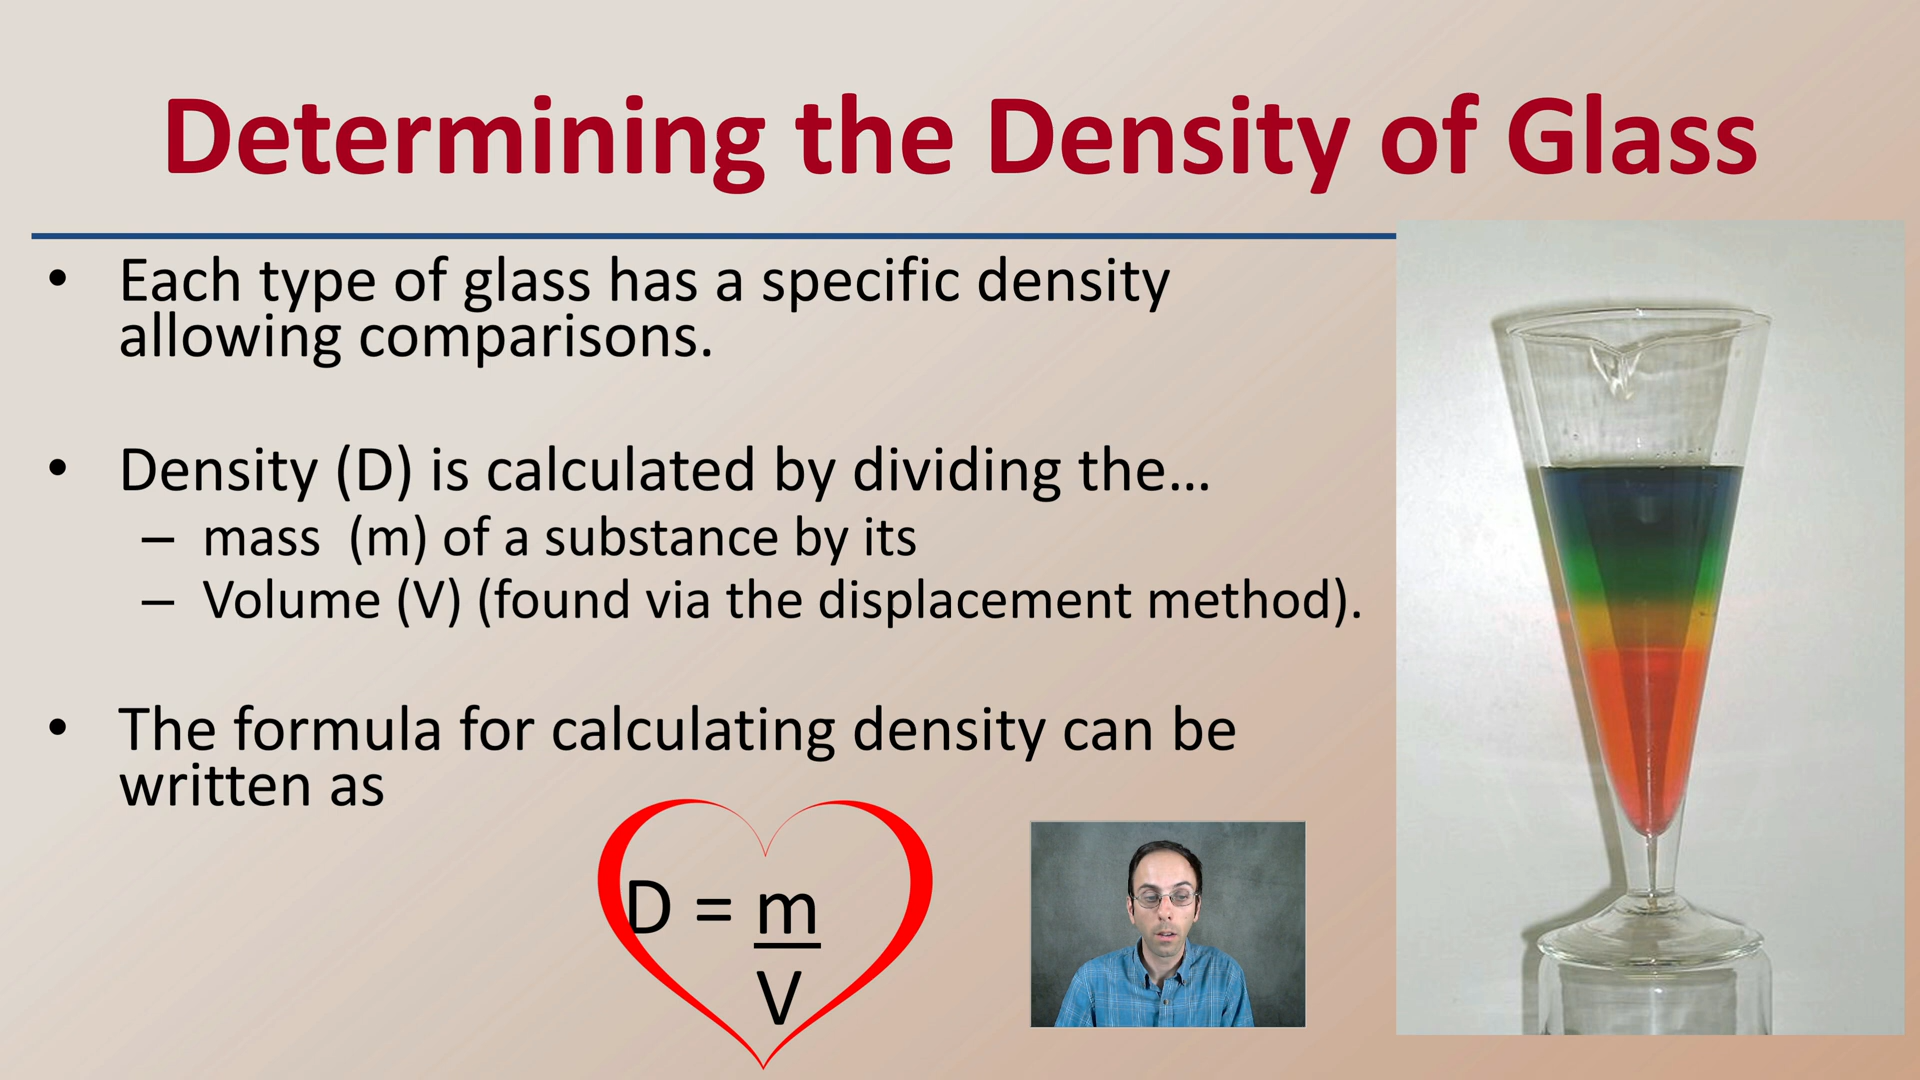 Determining the Density of Glass
• Each type of glass has a specific density
allowing comparisons.
• Density (D) is calculated by dividing the…
– mass  (m) of a substance by its
– Volume (V) (found via the displacement method).
• The formula for calculating density can be
written as
D = m
V